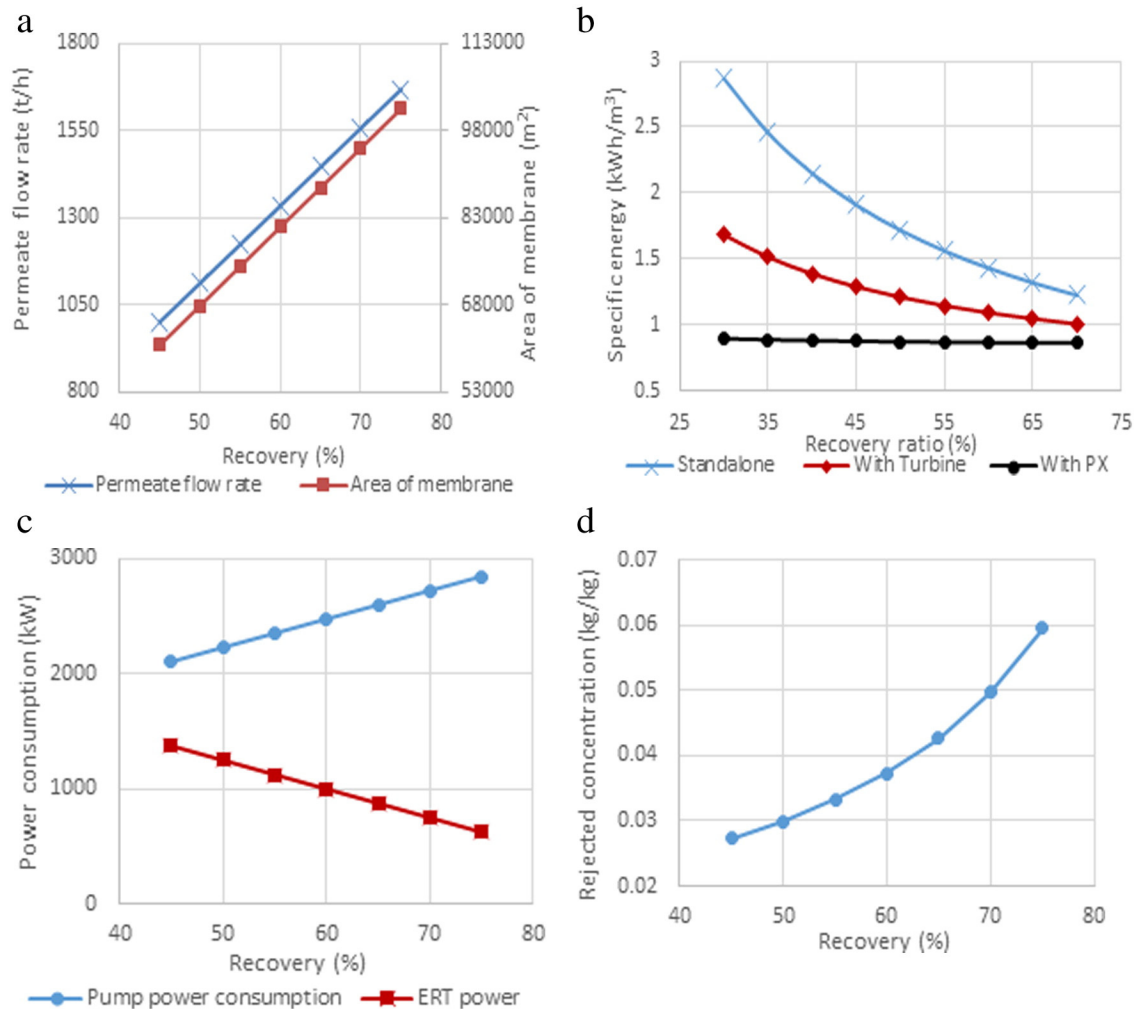 a
Permeate flow rate (t/h)
1800
1550
1300
1050
800
113000
98000
83000
68000
53000
Area of membrane (m²)
40 50 60 70 80
Recovery (%)
Permeate flow rate Area of membrane
b
Specific energy (kWh/m³)
3
2.5
2
1.5
1
0.5
25 35 45 55 65 75
Recovery ratio (%)
Standalone With Turbine With PX
c
Power consumption (kW)
3000
2000
1000
0
40 50 60 70 80
Recovery (%)
Pump power consumption ERT power
d
Rejected concentration (kg/kg)
0.07
0.06
0.05
0.04
0.03
0.02
40 50 60 70 80
Recovery (%)